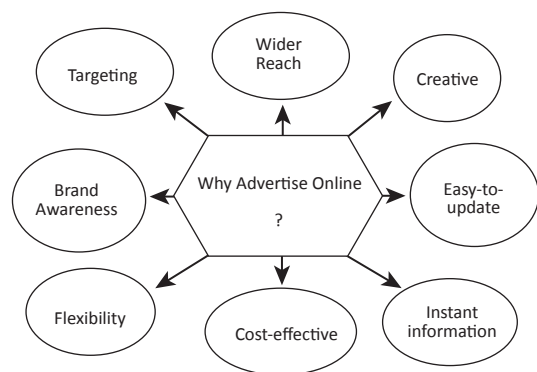 Wider
Reach
Targeting
Creative
Why Advertise Online
?
Brand
Awareness
Easy-to-
update
Flexibility
Cost-effective
Instant
information